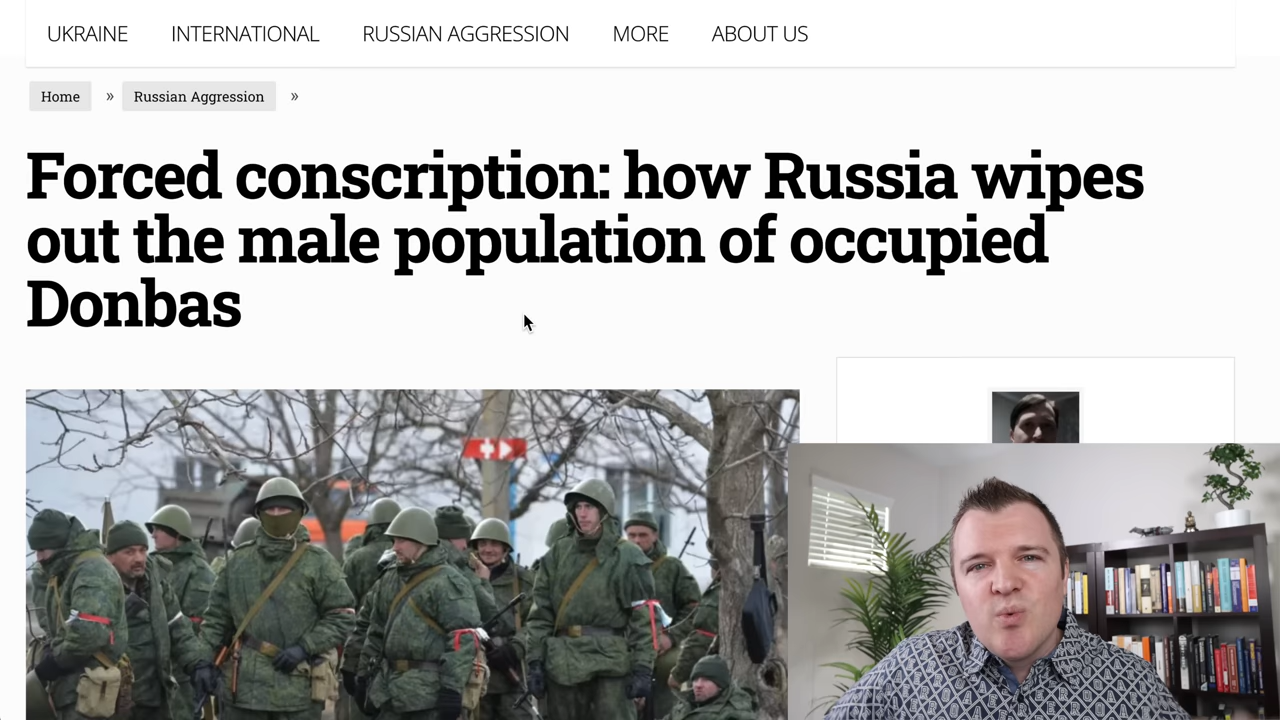 UKRAINE INTERNATIONAL RUSSIAN AGGRESSION MORE ABOUT US
Home » Russian Aggression »
Forced conscription: how Russia wipes
out the male population of occupied
Donbas